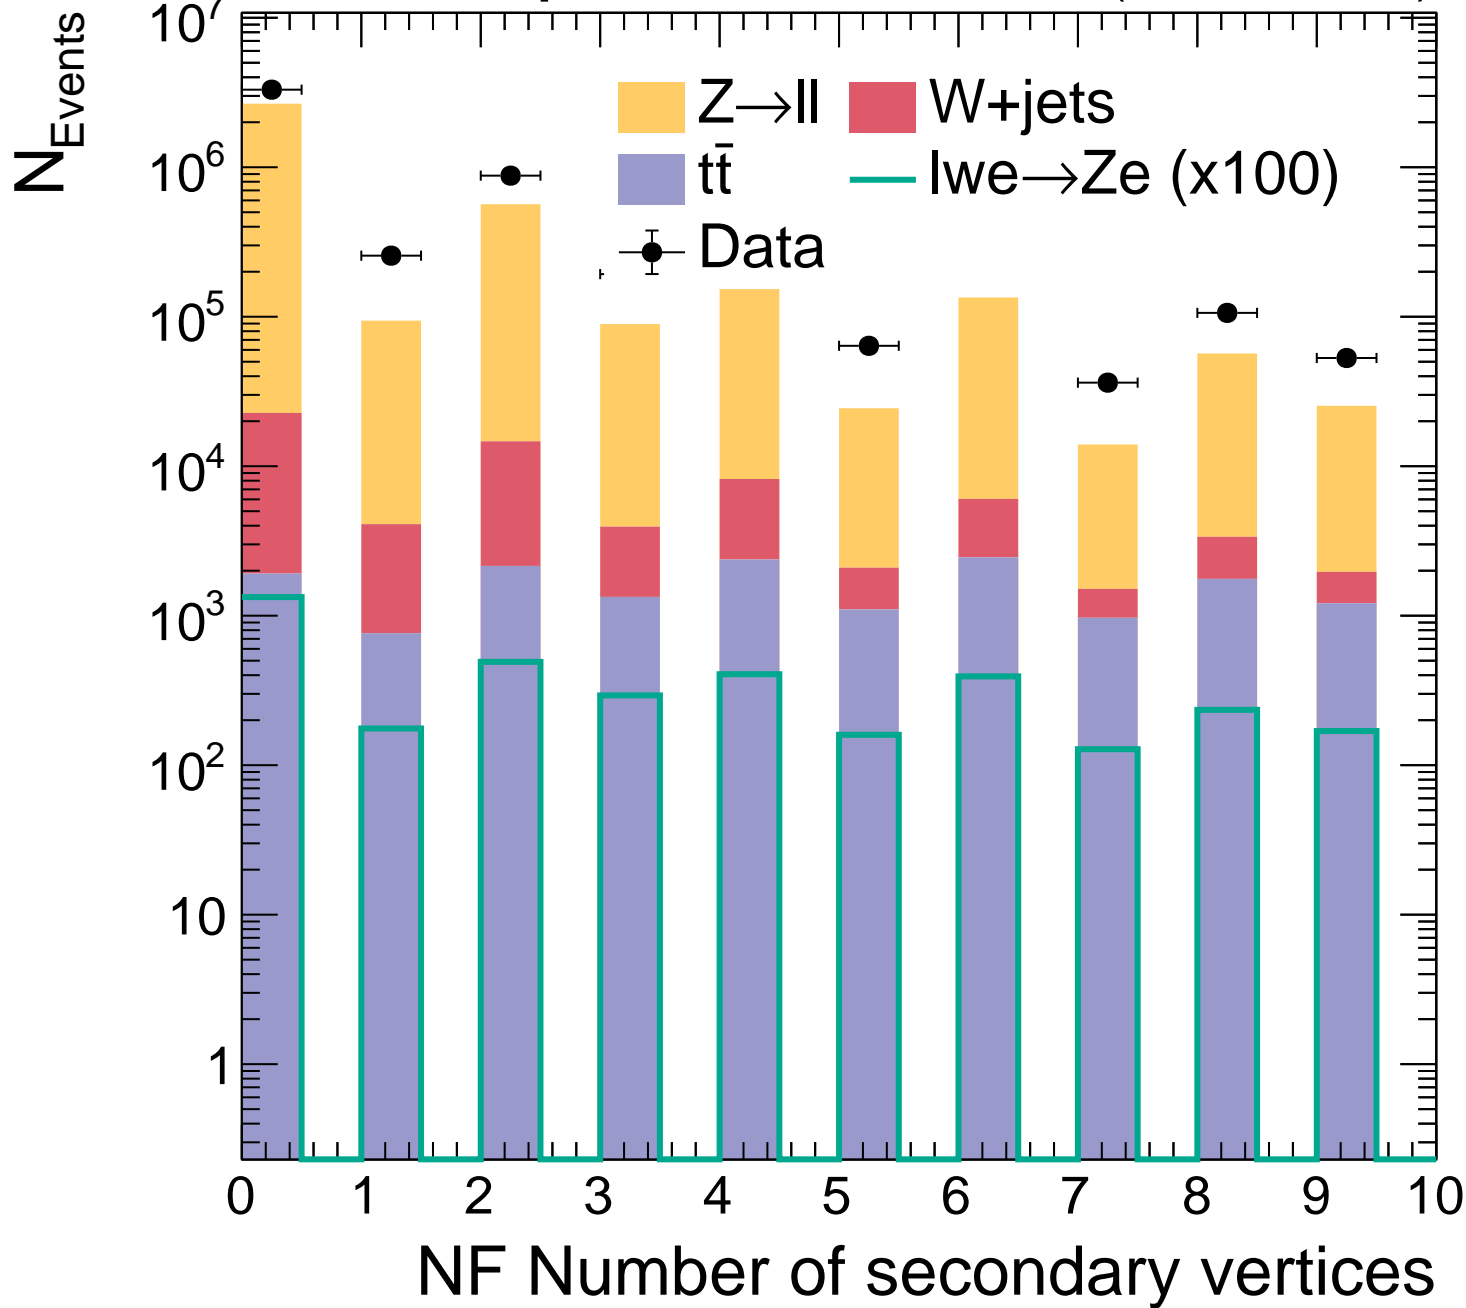 10⁷
N_Events
Z→ll
W+jets
tt̄
lwe→Ze (x100)
Data
10⁶
10⁵
10⁴
10³
10²
10
1
0 1 2 3 4 5 6 7 8 9 10
NF Number of secondary vertices